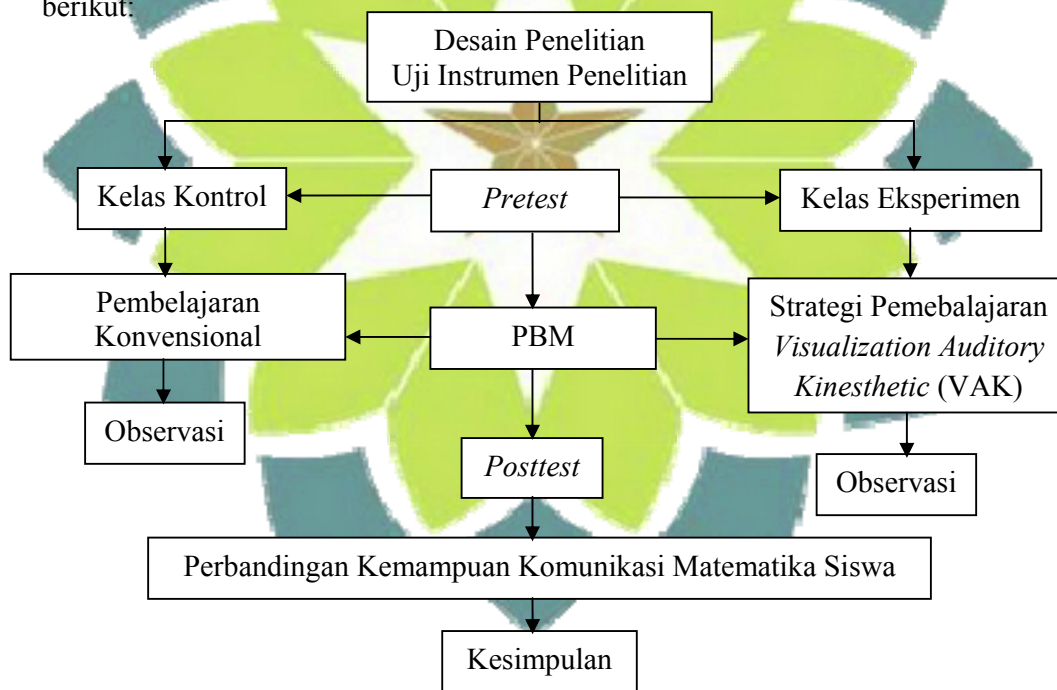 berikut:
Desain Penelitian
Uji Instrumen Penelitian
Kelas Kontrol
Pretest
Kelas Eksperimen
Pembelajaran
Konvensional
PBM
Strategi Pemebalajaran
Visualization Auditory
Kinesthetic (VAK)
Observasi
Posttest
Observasi
Perbandingan Kemampuan Komunikasi Matematika Siswa
Kesimpulan